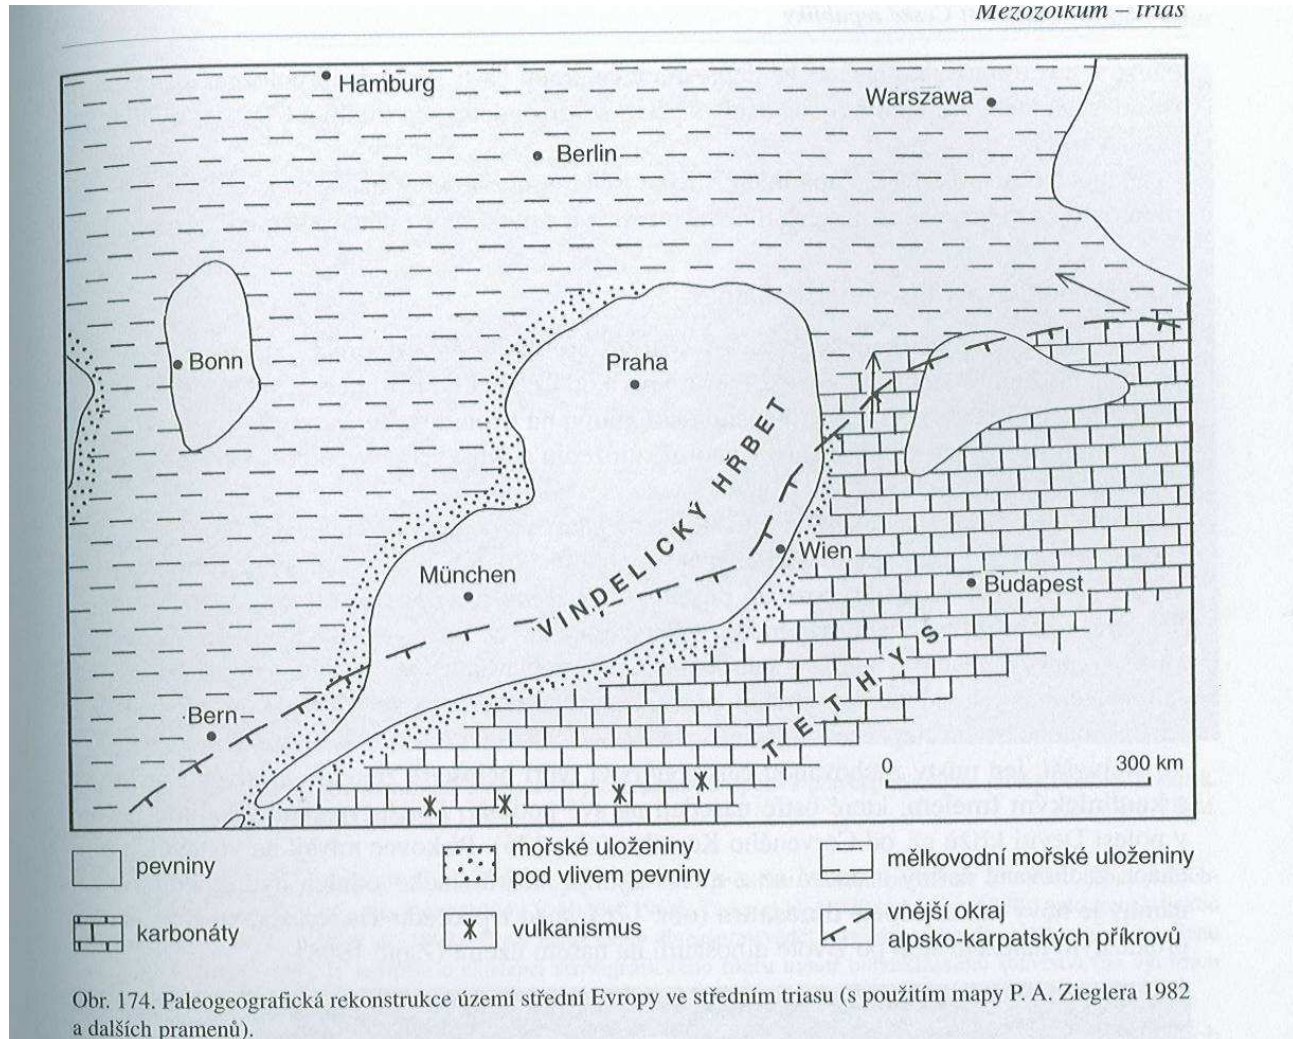 Mezozoikum – trias
Hamburg
Warszawa
Berlin
Bonn
Praha
VINDELICKÝ HŘBET
Wien
München
Budapest
TETHYS
Bern
0 300 km
pevniny
mořské uloženiny
pod vlivem pevniny
mělkovodní mořské uloženiny
karbonáty
vulkanismus
vnější okraj
alpsko-karpatských příkrovů
Obr. 174. Paleogeografická rekonstrukce území střední Evropy ve středním triasu (s použitím mapy P. A. Zieglera 1982
a dalších pramenů).